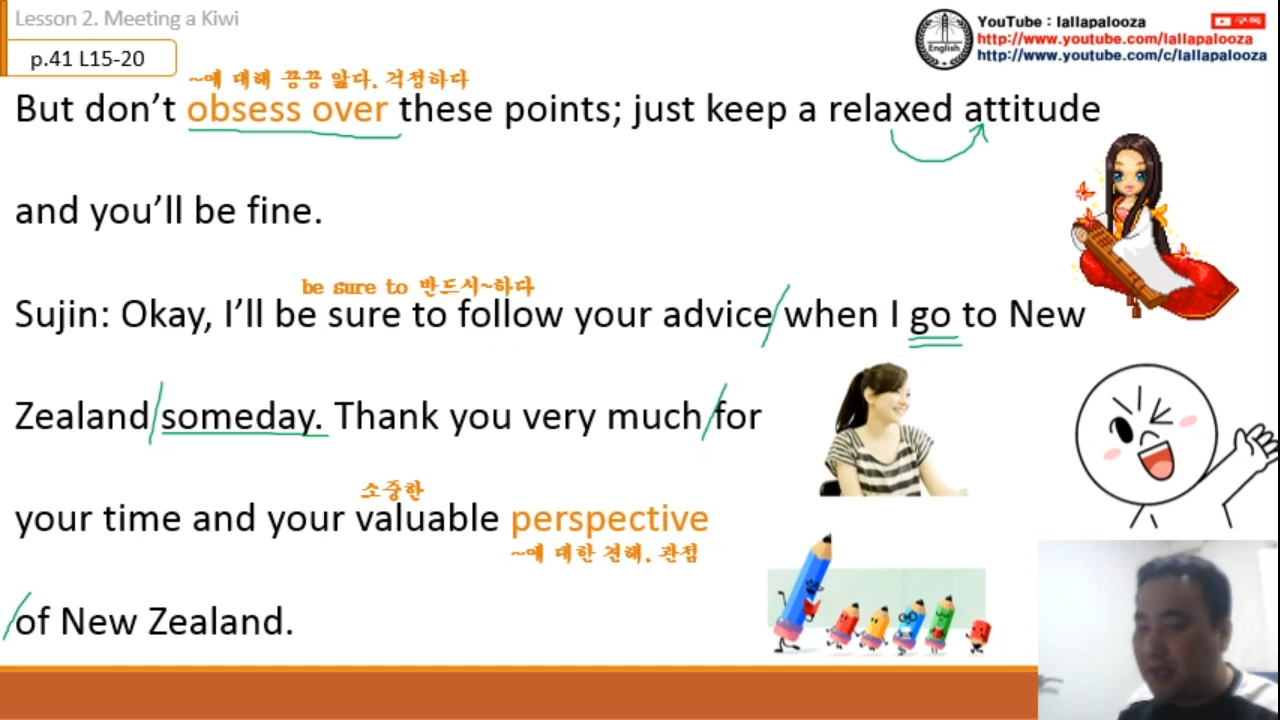 Lesson 2. Meeting a Kiwi
YouTube : lallapalooza
구독
p.41 L15-20
English
http://www.youtube.com/lallapalooza
http://www.youtube.com/c/lallapalooza
~에 대해 끙끙 앓다. 걱정하다
But don't obsess over these points; just keep a relaxed attitude
and you'll be fine.
be sure to 반드시~하다
Sujin: Okay, I'll be sure to follow your advice when I go to New
Zealand someday. Thank you very much for
소중한
your time and your valuable perspective
~에 대한 견해. 관점
of New Zealand.